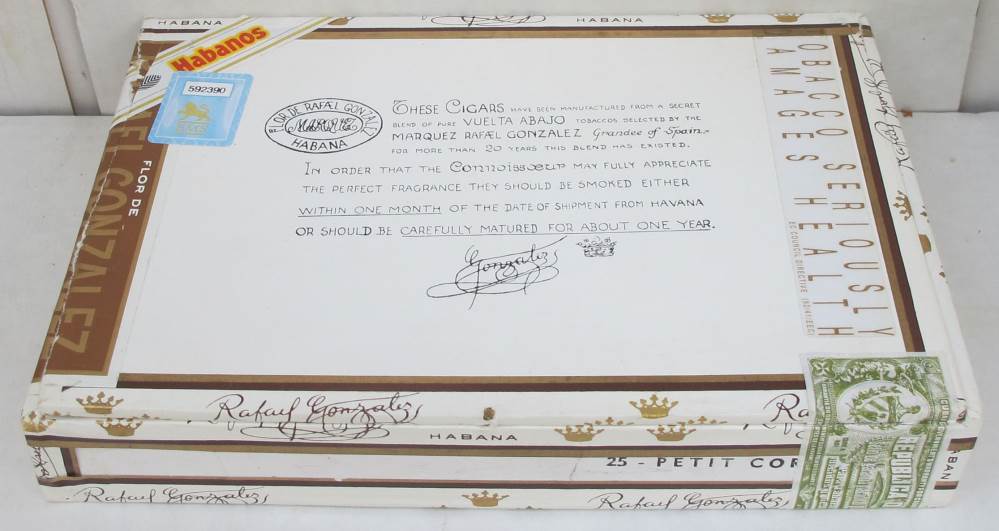 HABANA
HABANA
Habanos
592390
FLOR DE RAFAEL GONZALEZ
MARQUEZ
HABANA
THESE CIGARS HAVE BEEN MANUFACTURED FROM A SECRET
BLEND OF PURE VUELTA ABAJO TOBACCOS SELECTED BY THE
MARQUEZ RAFAEL GONZALEZ Grandee of Spain.
FOR MORE THAN 20 YEARS THIS BLEND HAS EXISTED.
IN ORDER THAT THE Connoisseur MAY FULLY APPRECIATE
THE PERFECT FRAGRANCE THEY SHOULD BE SMOKED EITHER
WITHIN ONE MONTH OF THE DATE OF SHIPMENT FROM HAVANA
OR SHOULD BE CAREFULLY MATURED FOR ABOUT ONE YEAR.
Gonzalez
FLOR DE
EL GONZALEZ
OBACCO SERIOUSLY
AMAGES HEALTH
EC COUNCIL DIRECTIVE
Rafael Gonzalez
Ra
HABANA
25 - PETIT COR
REPUBLICA
HABAN
Rafael Gonzalez
Rafael Gonzalez